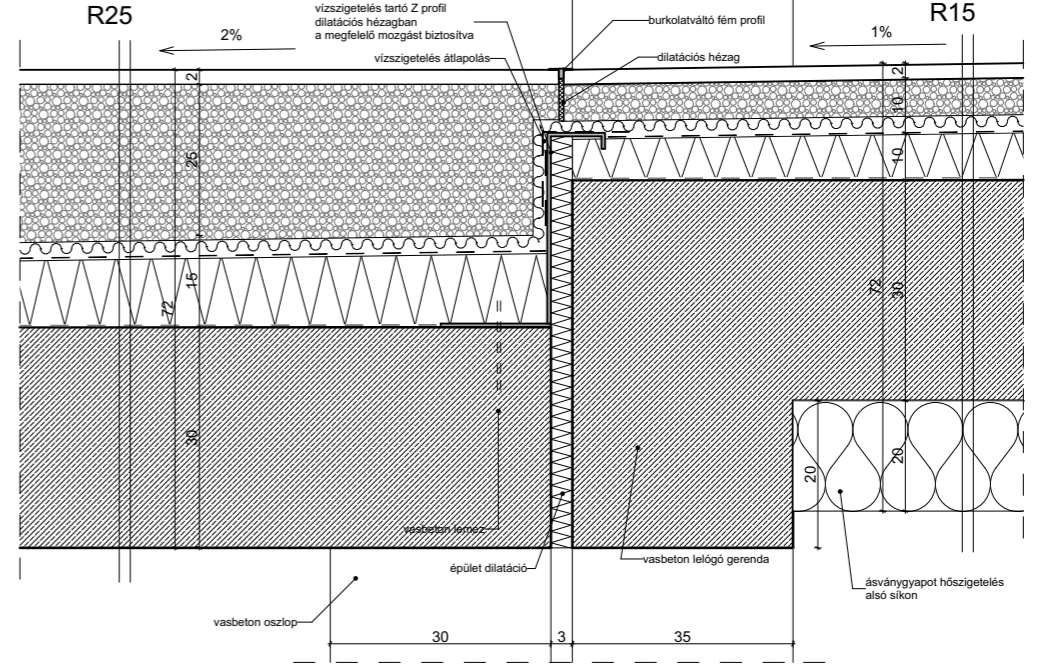 R25
vízszigetelés tartó Z profil
dilatációs hézagban
a megfelelő mozgást biztosítva
burkolatváltó fém profil
R15
2%
1%
vízszigetelés átlapolás
dilatációs hézag
2
2
10
25
10
15
72
72
30
30
20
20
vasbeton lemez
vasbeton lelógó gerenda
épület dilatáció
ásványgyapot hőszigetelés
alsó síkon
vasbeton oszlop
30
3
35